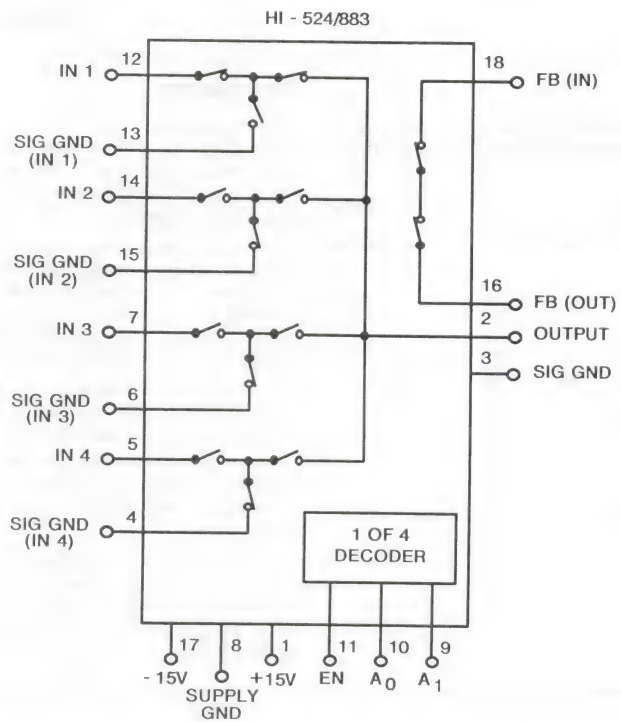 HI - 524/883
12
IN 1
18
FB (IN)
13
SIG GND
(IN 1)
14
IN 2
15
SIG GND
(IN 2)
16
FB (OUT)
7
IN 3
2
OUTPUT
3
SIG GND
6
SIG GND
(IN 3)
5
IN 4
4
SIG GND
(IN 4)
1 OF 4
DECODER
17
8
1
11
10
9
- 15V
SUPPLY
GND
+15V
EN
A0
A1